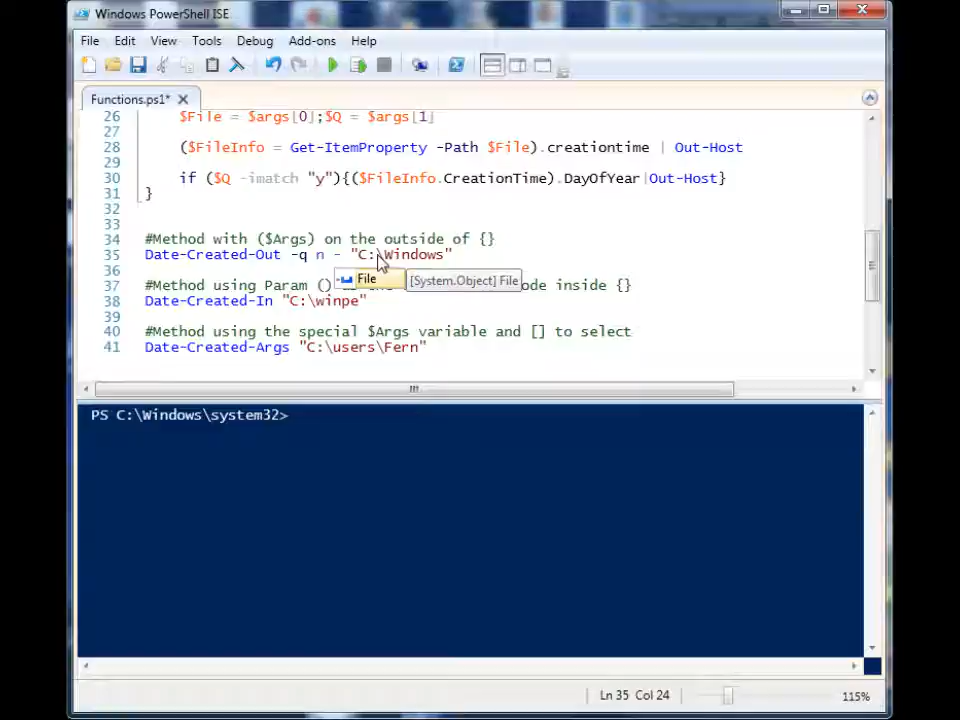 Windows PowerShell ISE
File Edit View Tools Debug Add-ons Help
Functions.ps1*
26 $File = $args[0];$Q = $args[1]
27
28 ($FileInfo = Get-ItemProperty -Path $File).creationtime | Out-Host
29
30 if ($Q -imatch "y"){($FileInfo.CreationTime).DayOfYear|Out-Host}
31 }
32
33
34 #Method with ($Args) on the outside of {}
35 Date-Created-Out -q n - "C:\Windows"
File [System.Object] File
36
37 #Method using Param () ode inside {}
38 Date-Created-In "C:\winpe"
39
40 #Method using the special $Args variable and [] to select
41 Date-Created-Args "C:\users\Fern"
PS C:\Windows\system32>
Ln 35 Col 24 115%